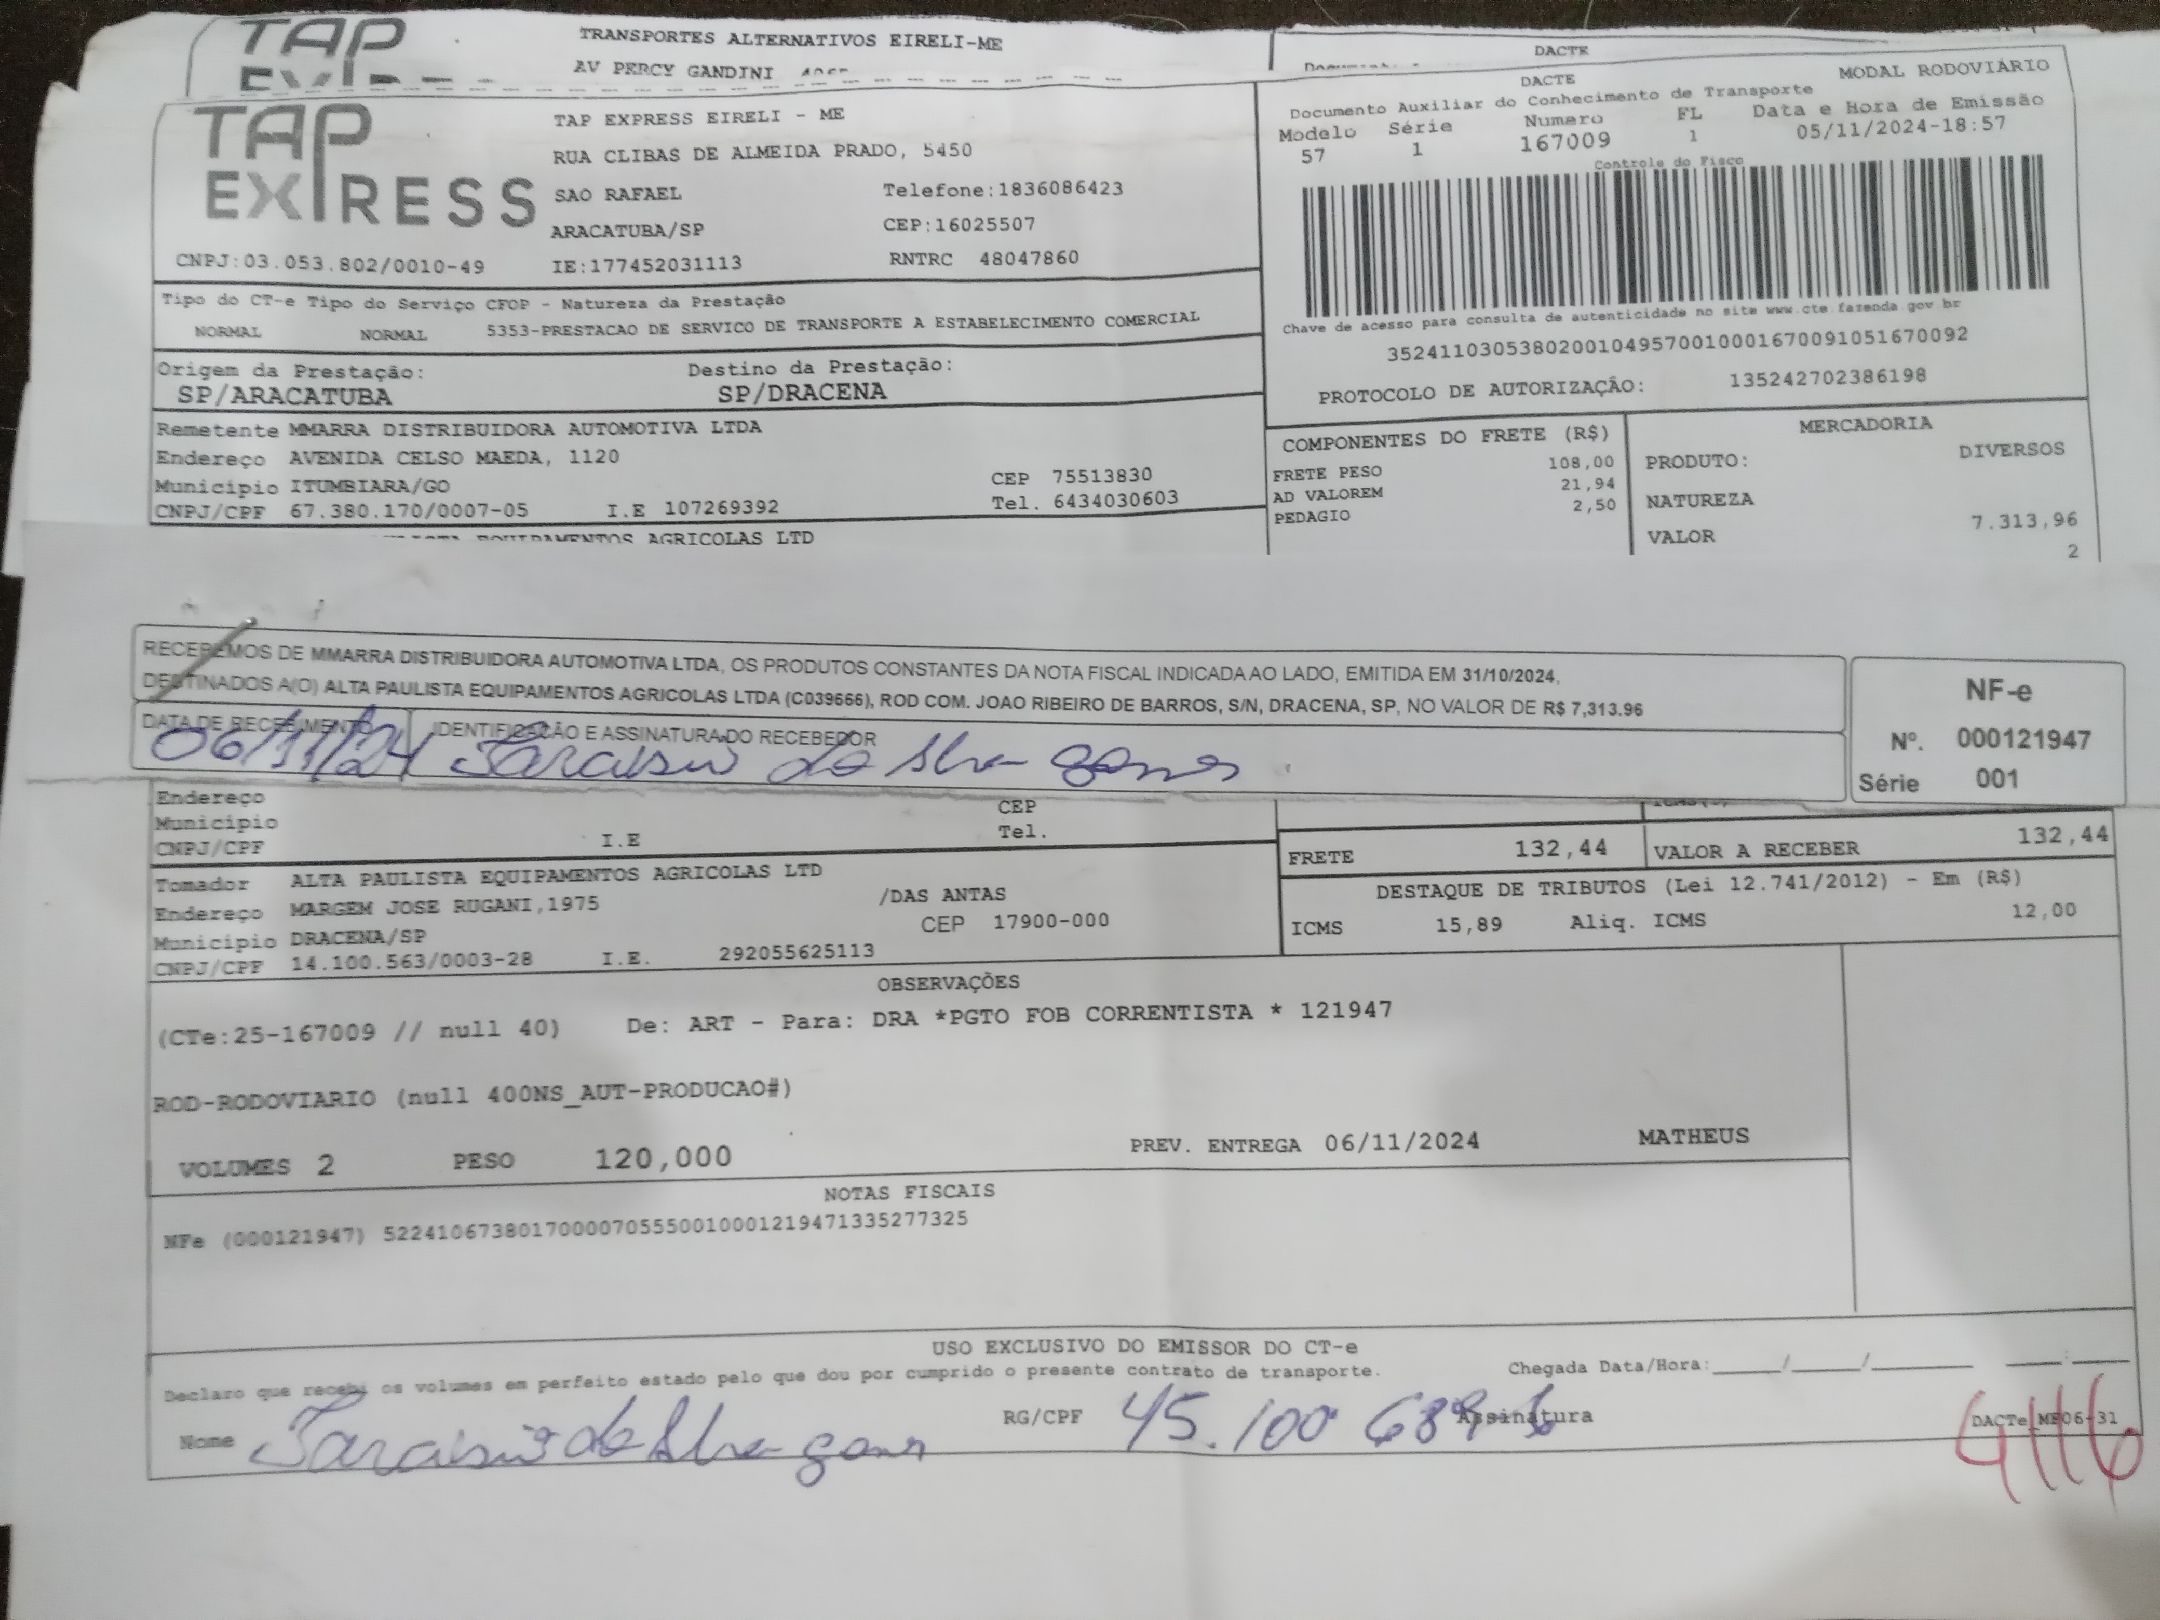 TAP
TRANSPORTES ALTERNATIVOS EIRELI-ME
AV PERCY GANDINI
DACTE
TAP EXPRESS
TAP EXPRESS EIRELI - ME
RUA CLIBAS DE ALMEIDA PRADO, 5450
SAO RAFAEL Telefone:1836086423
ARACATUBA/SP CEP:16025507
CNPJ:03.053.802/0010-49 IE:177452031113 RNTRC 48047860
DACTE MODAL RODOVIÁRIO
Documento Auxiliar do Conhecimento de Transporte
Modelo Série Numero FL Data e Hora de Emissão
57 1 167009 1 05/11/2024-18:57
Controle do Fisco
Chave de acesso para consulta de autenticidade no site www.cte.fazenda.gov.br
35241103053802001049570010001670091051670092
PROTOCOLO DE AUTORIZAÇÃO: 135242702386198
Tipo do CT-e Tipo do Serviço CFOP - Natureza da Prestação
NORMAL NORMAL 5353-PRESTACAO DE SERVICO DE TRANSPORTE A ESTABELECIMENTO COMERCIAL
Origem da Prestação: Destino da Prestação:
SP/ARACATUBA SP/DRACENA
Remetente MMARRA DISTRIBUIDORA AUTOMOTIVA LTDA
Endereço AVENIDA CELSO MAEDA, 1120
Municipio ITUMBIARA/GO CEP 75513830
CNPJ/CPF 67.380.170/0007-05 I.E 107269392 Tel. 6434030603
EQUIPAMENTOS AGRICOLAS LTD
COMPONENTES DO FRETE (R$)
FRETE PESO 108,00
AD VALOREM 21,94
PEDAGIO 2,50
MERCADORIA
PRODUTO: DIVERSOS
NATUREZA
VALOR 7.313,96
2
RECEBEMOS DE MMARRA DISTRIBUIDORA AUTOMOTIVA LTDA, OS PRODUTOS CONSTANTES DA NOTA FISCAL INDICADA AO LADO, EMITIDA EM 31/10/2024,
DESTINADOS A(O) ALTA PAULISTA EQUIPAMENTOS AGRICOLAS LTDA (C039666), ROD COM. JOAO RIBEIRO DE BARROS, S/N, DRACENA, SP, NO VALOR DE R$ 7,313.96
DATA DE RECEBIMENTO IDENTIFICAÇÃO E ASSINATURA DO RECEBEDOR
06/11/24
NF-e
Nº. 000121947
Série 001
Endereço CEP
Municipio Tel.
CNPJ/CPF I.E
FRETE 132,44 VALOR A RECEBER 132,44
Tomador ALTA PAULISTA EQUIPAMENTOS AGRICOLAS LTD
Endereço MARGEM JOSE RUGANI,1975 /DAS ANTAS
Municipio DRACENA/SP CEP 17900-000
CNPJ/CPF 14.100.563/0003-28 I.E. 292055625113
DESTAQUE DE TRIBUTOS (Lei 12.741/2012) - Em (R$)
ICMS 15,89 Aliq. ICMS 12,00
OBSERVAÇÕES
(CTe:25-167009 // null 40) De: ART - Para: DRA *PGTO FOB CORRENTISTA * 121947
ROD-RODOVIARIO (null 400NS_AUT-PRODUCAO#)
VOLUMES 2 PESO 120,000 PREV. ENTREGA 06/11/2024 MATHEUS
NOTAS FISCAIS
NFe (000121947) 52241067380170000705550010001219471335277325
USO EXCLUSIVO DO EMISSOR DO CT-e
Declaro que recebi os volumes em perfeito estado pelo que dou por cumprido o presente contrato de transporte. Chegada Data/Hora:_____/_____/_______ ____:____
Nome RG/CPF 45.100 Assinatura DACTe MF06-31